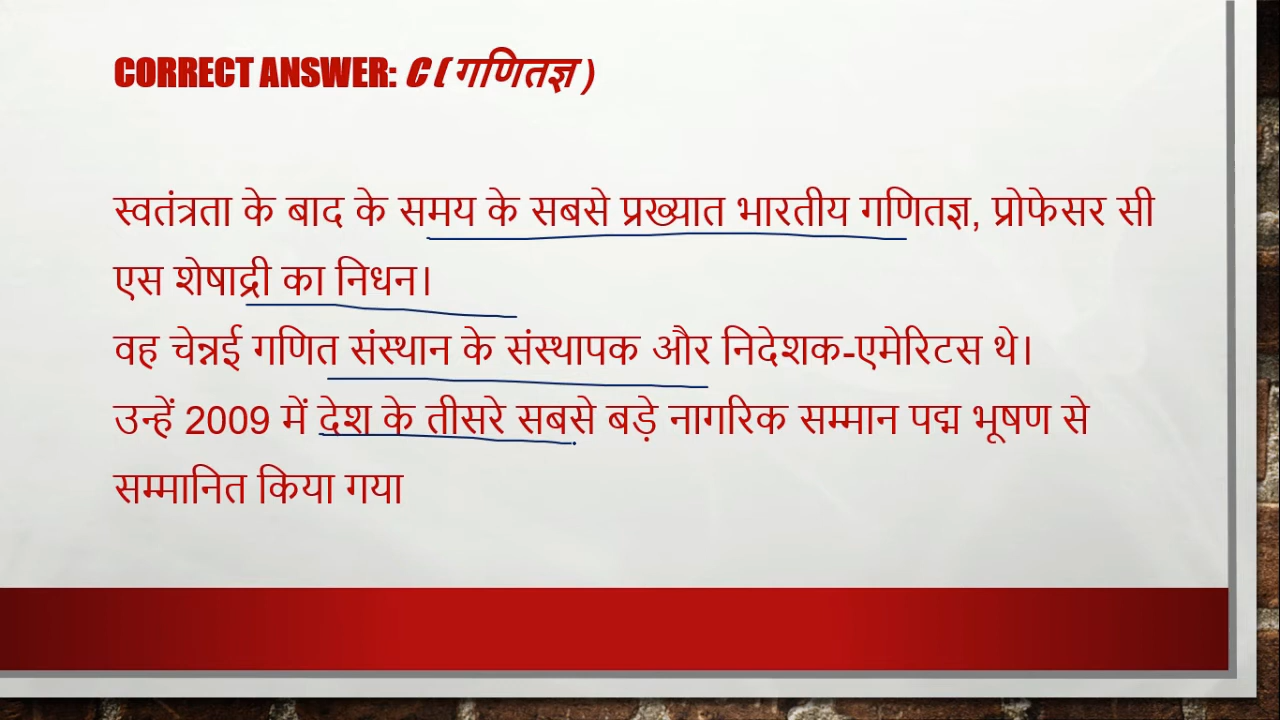 CORRECT ANSWER: C ( गणितज्ञ )
स्वतंत्रता के बाद के समय के सबसे प्रख्यात भारतीय गणितज्ञ, प्रोफेसर सी
एस शेषाद्री का निधन।
वह चेन्नई गणित संस्थान के संस्थापक और निदेशक-एमेरिटस थे।
उन्हें 2009 में देश के तीसरे सबसे बड़े नागरिक सम्मान पद्म भूषण से
सम्मानित किया गया